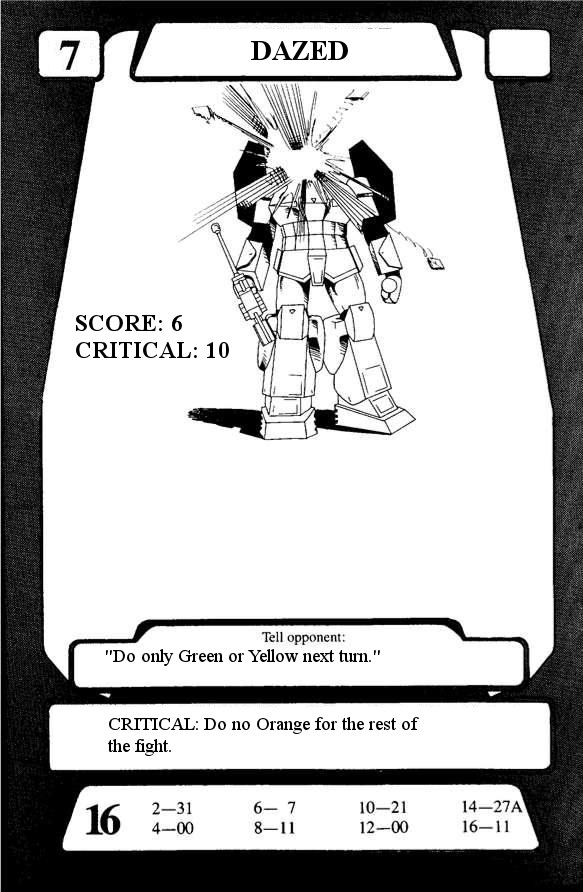 7 DAZED
SCORE: 6
CRITICAL: 10
Tell opponent:
"Do only Green or Yellow next turn."
CRITICAL: Do no Orange for the rest of
the fight.
16
2—31 6— 7 10—21 14—27A
4—00 8—11 12—00 16—11